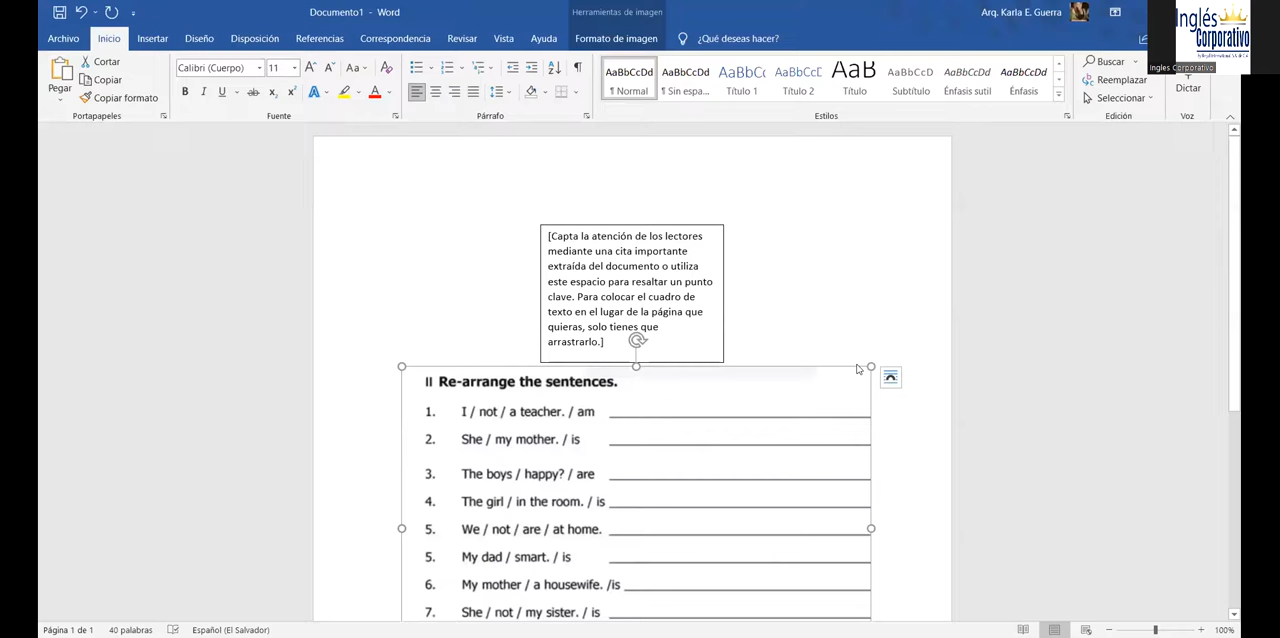 Documento1 - Word
Herramientas de imagen
Arq. Karla E. Guerra
Inglés
Corporativo
Ingles Corporativo
Archivo
Inicio
Insertar
Diseño
Disposición
Referencias
Correspondencia
Revisar
Vista
Ayuda
Formato de imagen
¿Qué deseas hacer?
Pegar
Cortar
Copiar
Copiar formato
Portapapeles
Calibri (Cuerpo)
11
Fuente
Párrafo
AaBbCcDd
¶ Normal
AaBbCcDd
¶ Sin espa...
AaBbCc
Título 1
AaBbCcD
Título 2
AaB
Título
AaBbCcD
Subtítulo
AaBbCcDd
Énfasis sutil
AaBbCcDd
Énfasis
Estilos
Buscar
Reemplazar
Seleccionar
Edición
Dictar
Voz
[Capta la atención de los lectores
mediante una cita importante
extraída del documento o utiliza
este espacio para resaltar un punto
clave. Para colocar el cuadro de
texto en el lugar de la página que
quieras, solo tienes que
arrastrarlo.]
II Re-arrange the sentences.
1. I / not / a teacher. / am
2. She / my mother. / is
3. The boys / happy? / are
4. The girl / in the room. / is
5. We / not / are / at home.
5. My dad / smart. / is
6. My mother / a housewife. /is
7. She / not / my sister. / is
Página 1 de 1
40 palabras
Español (El Salvador)
100%